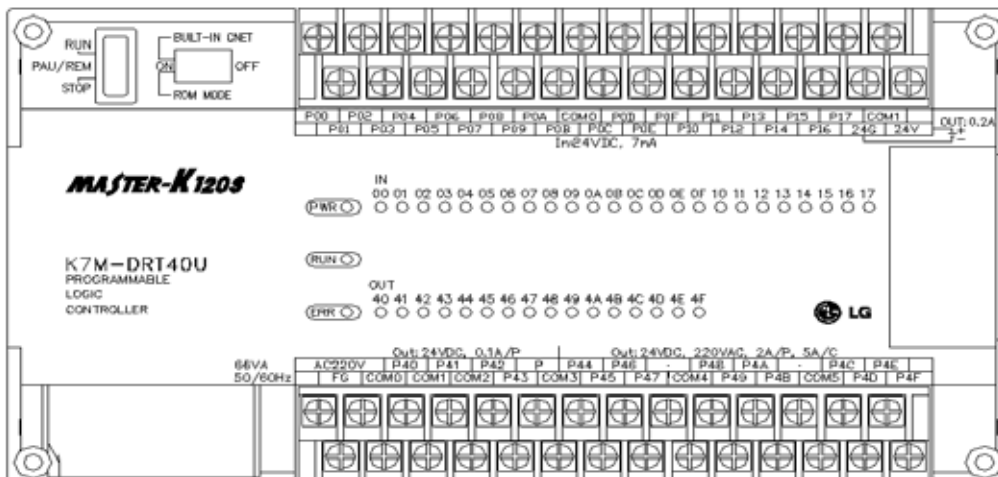 RUN
PAU/REM
STOP
BUILT-IN CNET
ON OFF
ROM MODE
P00 P02 P04 P06 P08 P0A COM0 P0D P0F P11 P13 P15 P17 COM1
P01 P03 P05 P07 P09 P0B P0C P0E P10 P12 P14 P16 24G 24V
OUT: 0.2A
+
-
In:24VDC, 7mA
MASTER-K120S
IN
00 01 02 03 04 05 06 07 08 09 0A 0B 0C 0D 0E 0F 10 11 12 13 14 15 16 17
PWR
K7M-DRT40U
PROGRAMMABLE
LOGIC
CONTROLLER
RUN
OUT
40 41 42 43 44 45 46 47 48 49 4A 4B 4C 4D 4E 4F
ERR
LG
Out: 24VDC, 0.1A/P Out: 24VDC, 220VAC, 2A/P, 5A/C
66VA
50/60Hz
AC220V P40 P41 P42 P P44 P46 . P48 P4A . P4C P4E
FG COM0 COM1 COM2 P43 COM3 P45 P47 COM4 P49 P4B COM5 P4D P4F